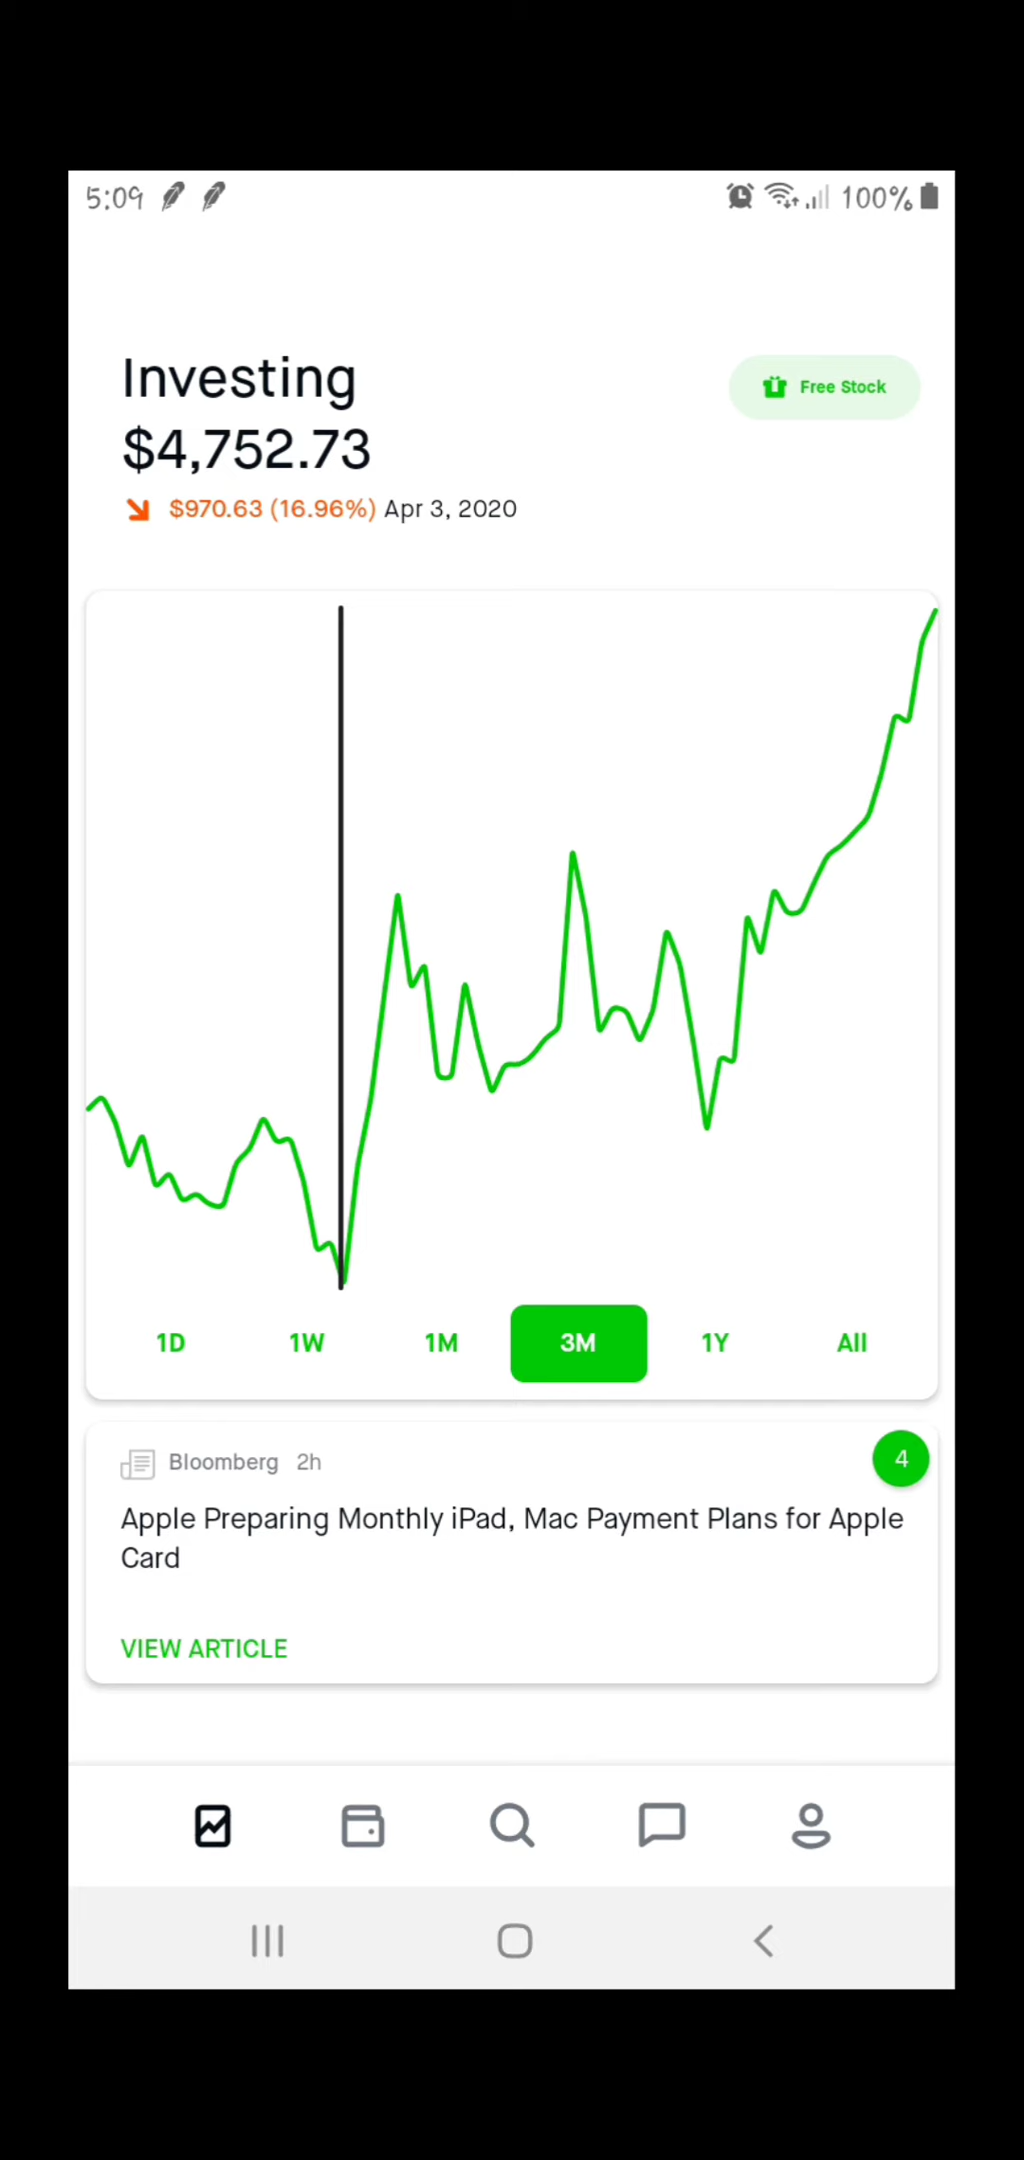 5:09 100%
Investing
Free Stock
$4,752.73
$970.63 (16.96%) Apr 3, 2020
1D 1W 1M 3M 1Y All
Bloomberg 2h
4
Apple Preparing Monthly iPad, Mac Payment Plans for Apple
Card
VIEW ARTICLE